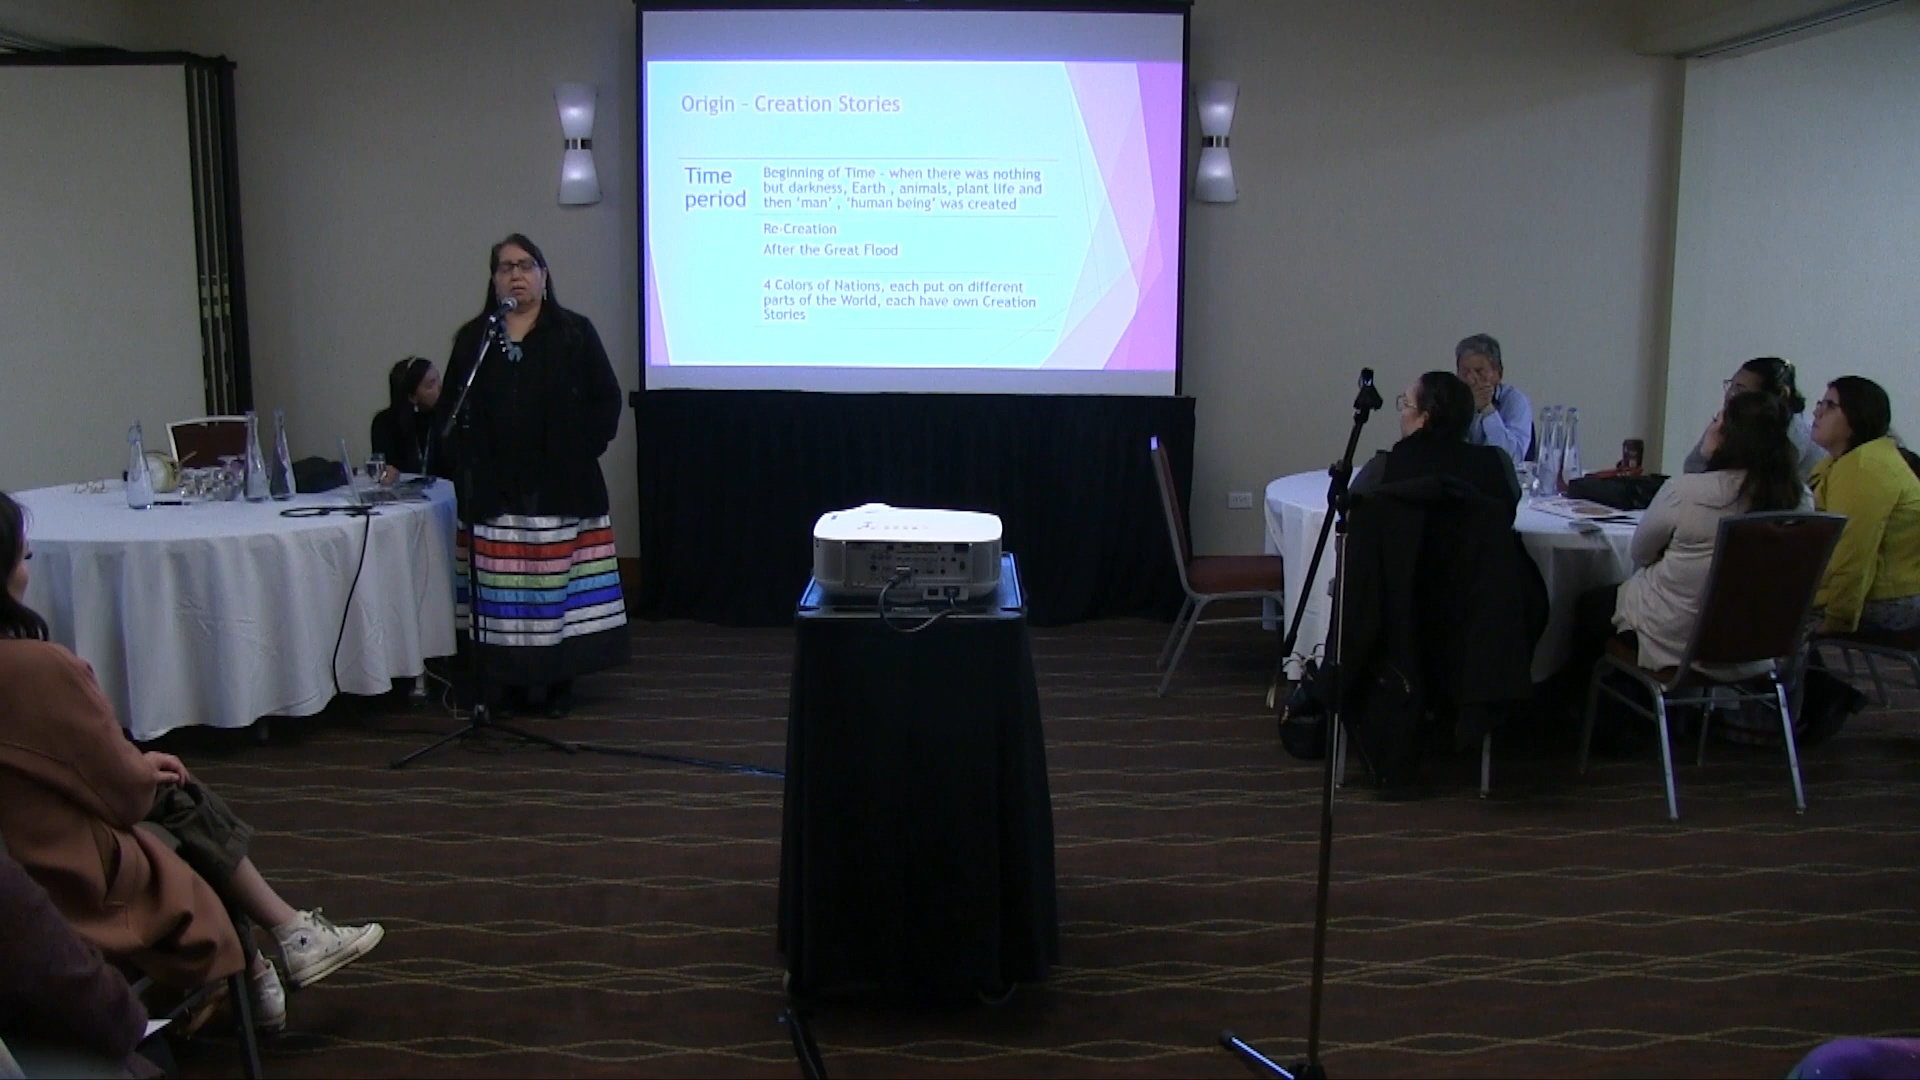 Origin – Creation Stories
Time
period
Beginning of Time – when there was nothing
but darkness, Earth , animals, plant life and
then ‘man’ , ‘human being’ was created
Re-Creation
After the Great Flood
4 Colors of Nations, each put on different
parts of the World, each have own Creation
Stories